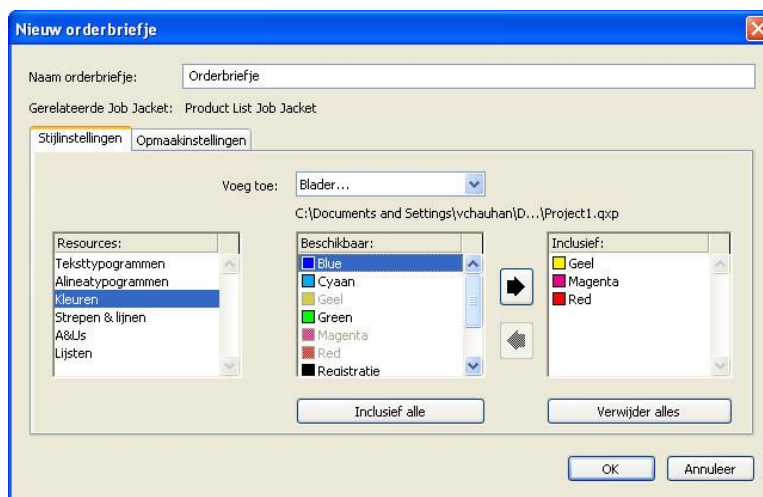 Nieuw orderbriefje
Naam orderbriefje: Orderbriefje
Gerelateerde Job Jacket: Product List Job Jacket
Stijlinstellingen Opmaakinstellingen
Voeg toe: Blader...
C:\Documents and Settings\vchauhan\D...\Project1.qxp
Resources:
Teksttypogrammen
Alineatypogrammen
Kleuren
Strepen & lijnen
A&U's
Lijsten
Beschikbaar:
Blue
Cyaan
Geel
Green
Magenta
Red
Registratie
Inclusief alle
Inclusief:
Geel
Magenta
Red
Verwijder alles
OK Annuleer